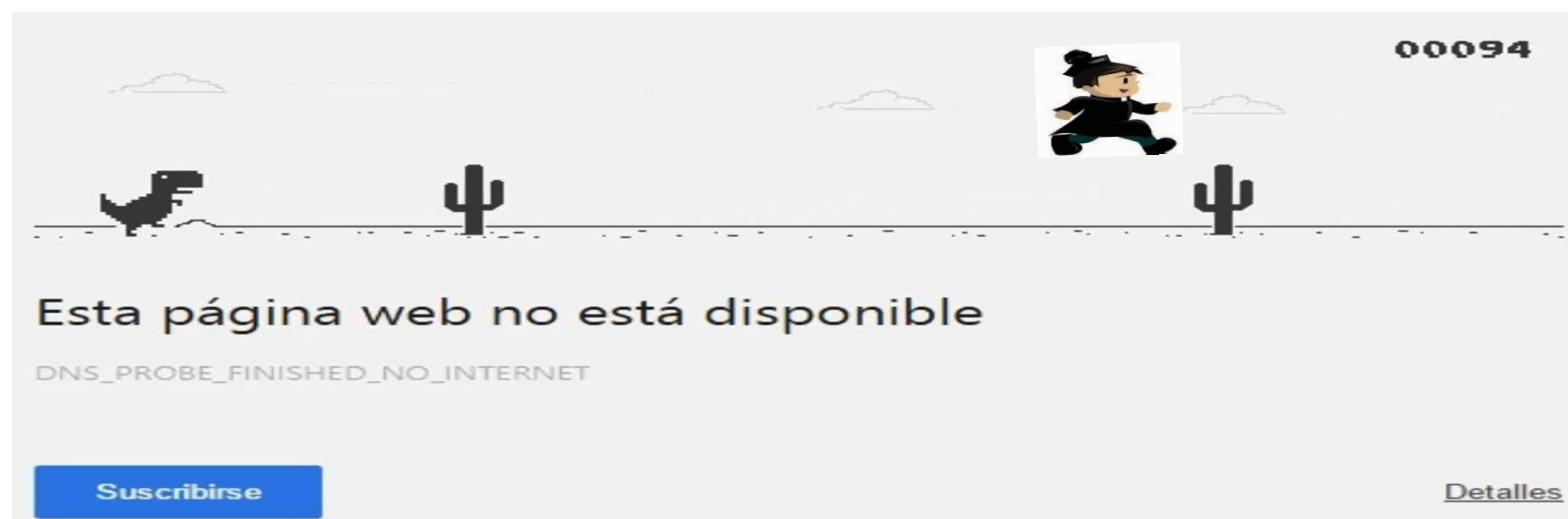 00094
Esta página web no está disponible
DNS_PROBE_FINISHED_NO_INTERNET
Suscribirse
Detalles